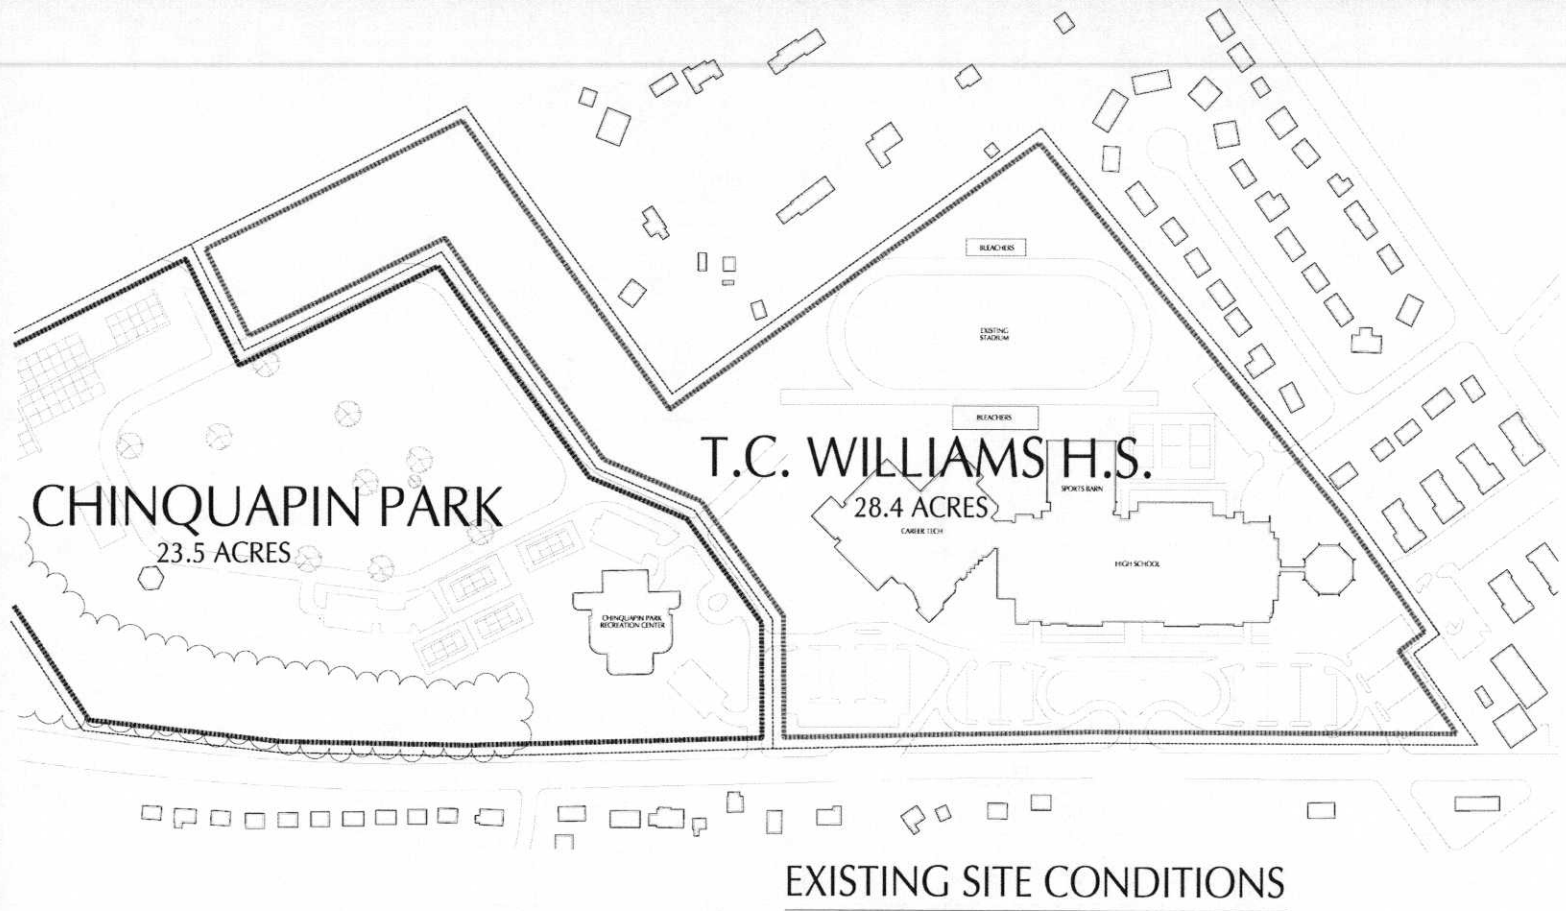 BLEACHERS
EXISTING
STADIUM
BLEACHERS
T.C. WILLIAMS H.S.
28.4 ACRES
SPORTS BARN
CAREER TECH
HIGH SCHOOL
CHINQUAPIN PARK
23.5 ACRES
CHINQUAPIN PARK
RECREATION CENTER
EXISTING SITE CONDITIONS